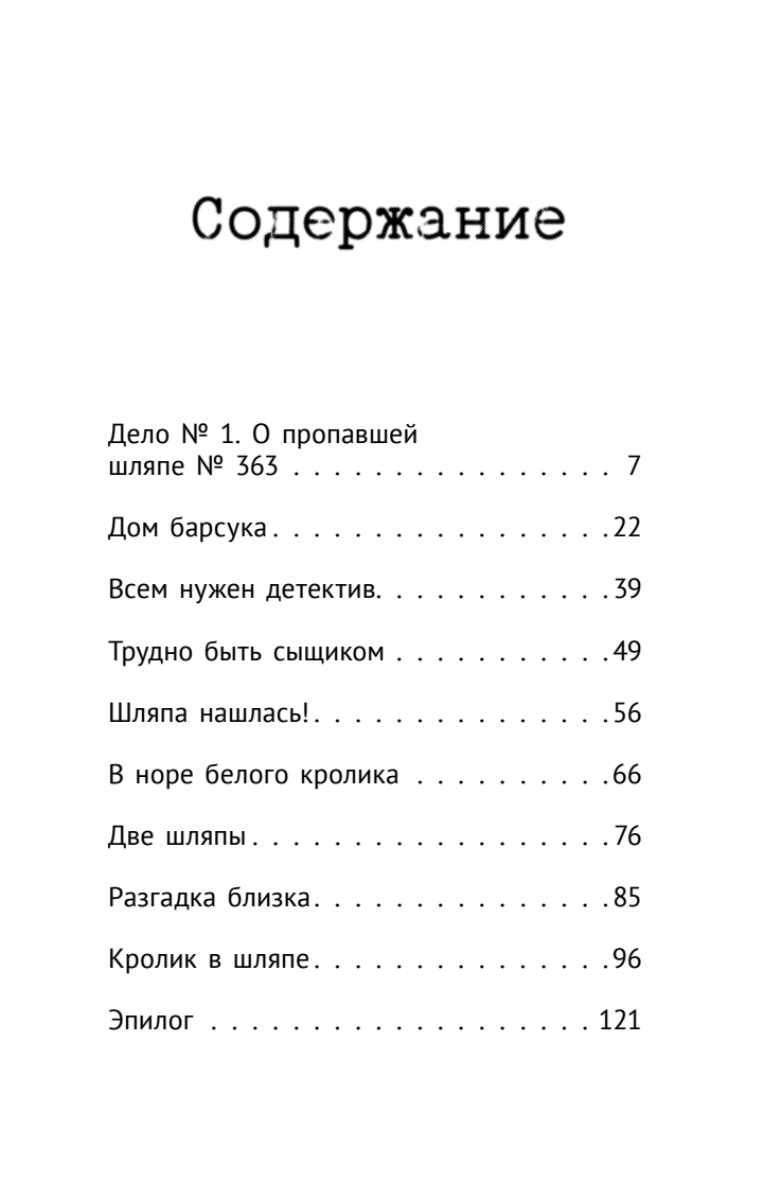 Содержание
Дело № 1. О пропавшей
шляпе № 363 . . . . . . . . . . . . . . . . 7
Дом барсука . . . . . . . . . . . . . . . . . 22
Всем нужен детектив. . . . . . . . . . . . 39
Трудно быть сыщиком . . . . . . . . . . . 49
Шляпа нашлась! . . . . . . . . . . . . . . . 56
В норе белого кролика . . . . . . . . . . 66
Две шляпы . . . . . . . . . . . . . . . . . . 76
Разгадка близка . . . . . . . . . . . . . . . 85
Кролик в шляпе . . . . . . . . . . . . . . . 96
Эпилог . . . . . . . . . . . . . . . . . . . 121